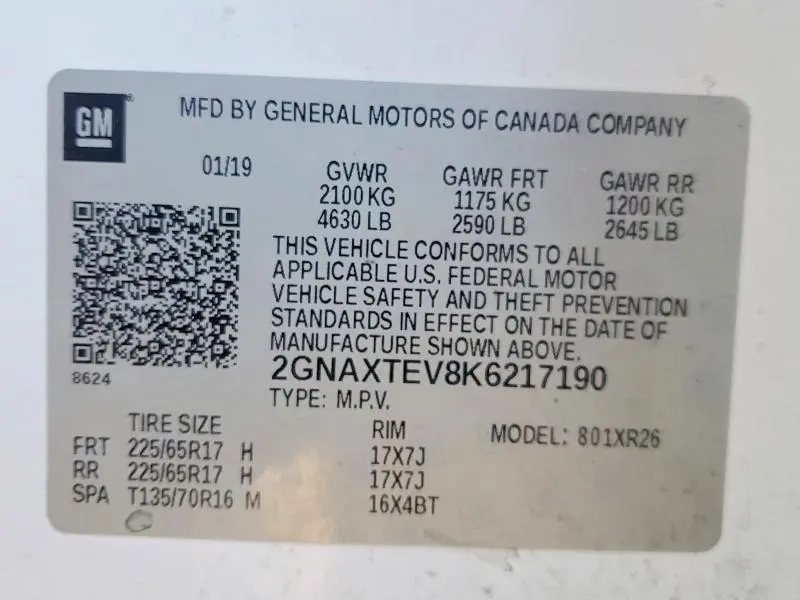 GM
MFD BY GENERAL MOTORS OF CANADA COMPANY
01/19 GVWR GAWR FRT GAWR RR
2100 KG 1175 KG 1200 KG
4630 LB 2590 LB 2645 LB
THIS VEHICLE CONFORMS TO ALL
APPLICABLE U.S. FEDERAL MOTOR
VEHICLE SAFETY AND THEFT PREVENTION
STANDARDS IN EFFECT ON THE DATE OF
MANUFACTURE SHOWN ABOVE.
8624
2GNAXTEV8K6217190
TYPE: M.P.V.
TIRE SIZE RIM MODEL: 801XR26
FRT 225/65R17 H 17X7J
RR 225/65R17 H 17X7J
SPA T135/70R16 M 16X4BT